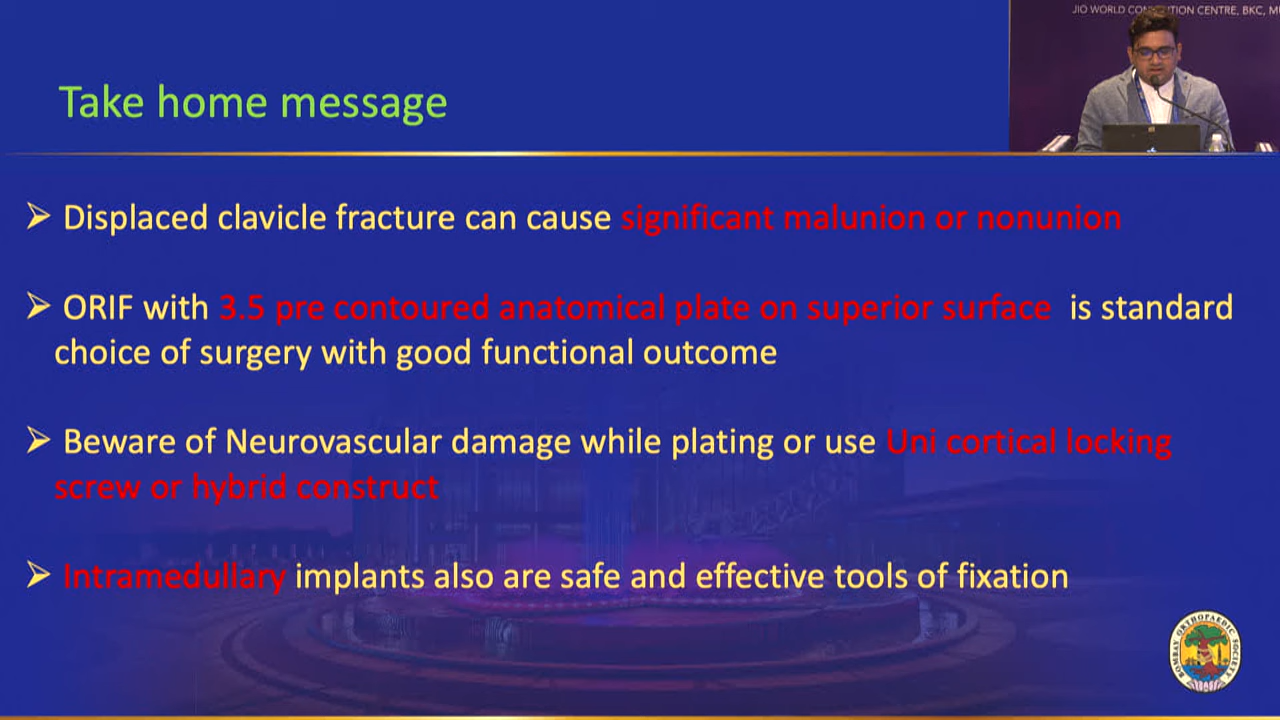 JIO WORLD CONVENTION CENTRE, BKC, M
Take home message
➤ Displaced clavicle fracture can cause significant malunion or nonunion
➤ ORIF with 3.5 pre contoured anatomical plate on superior surface is standard
choice of surgery with good functional outcome
➤ Beware of Neurovascular damage while plating or use Uni cortical locking
screw or hybrid construct
➤ Intramedullary implants also are safe and effective tools of fixation
BOMBAY ORTHOPAEDIC SOCIETY